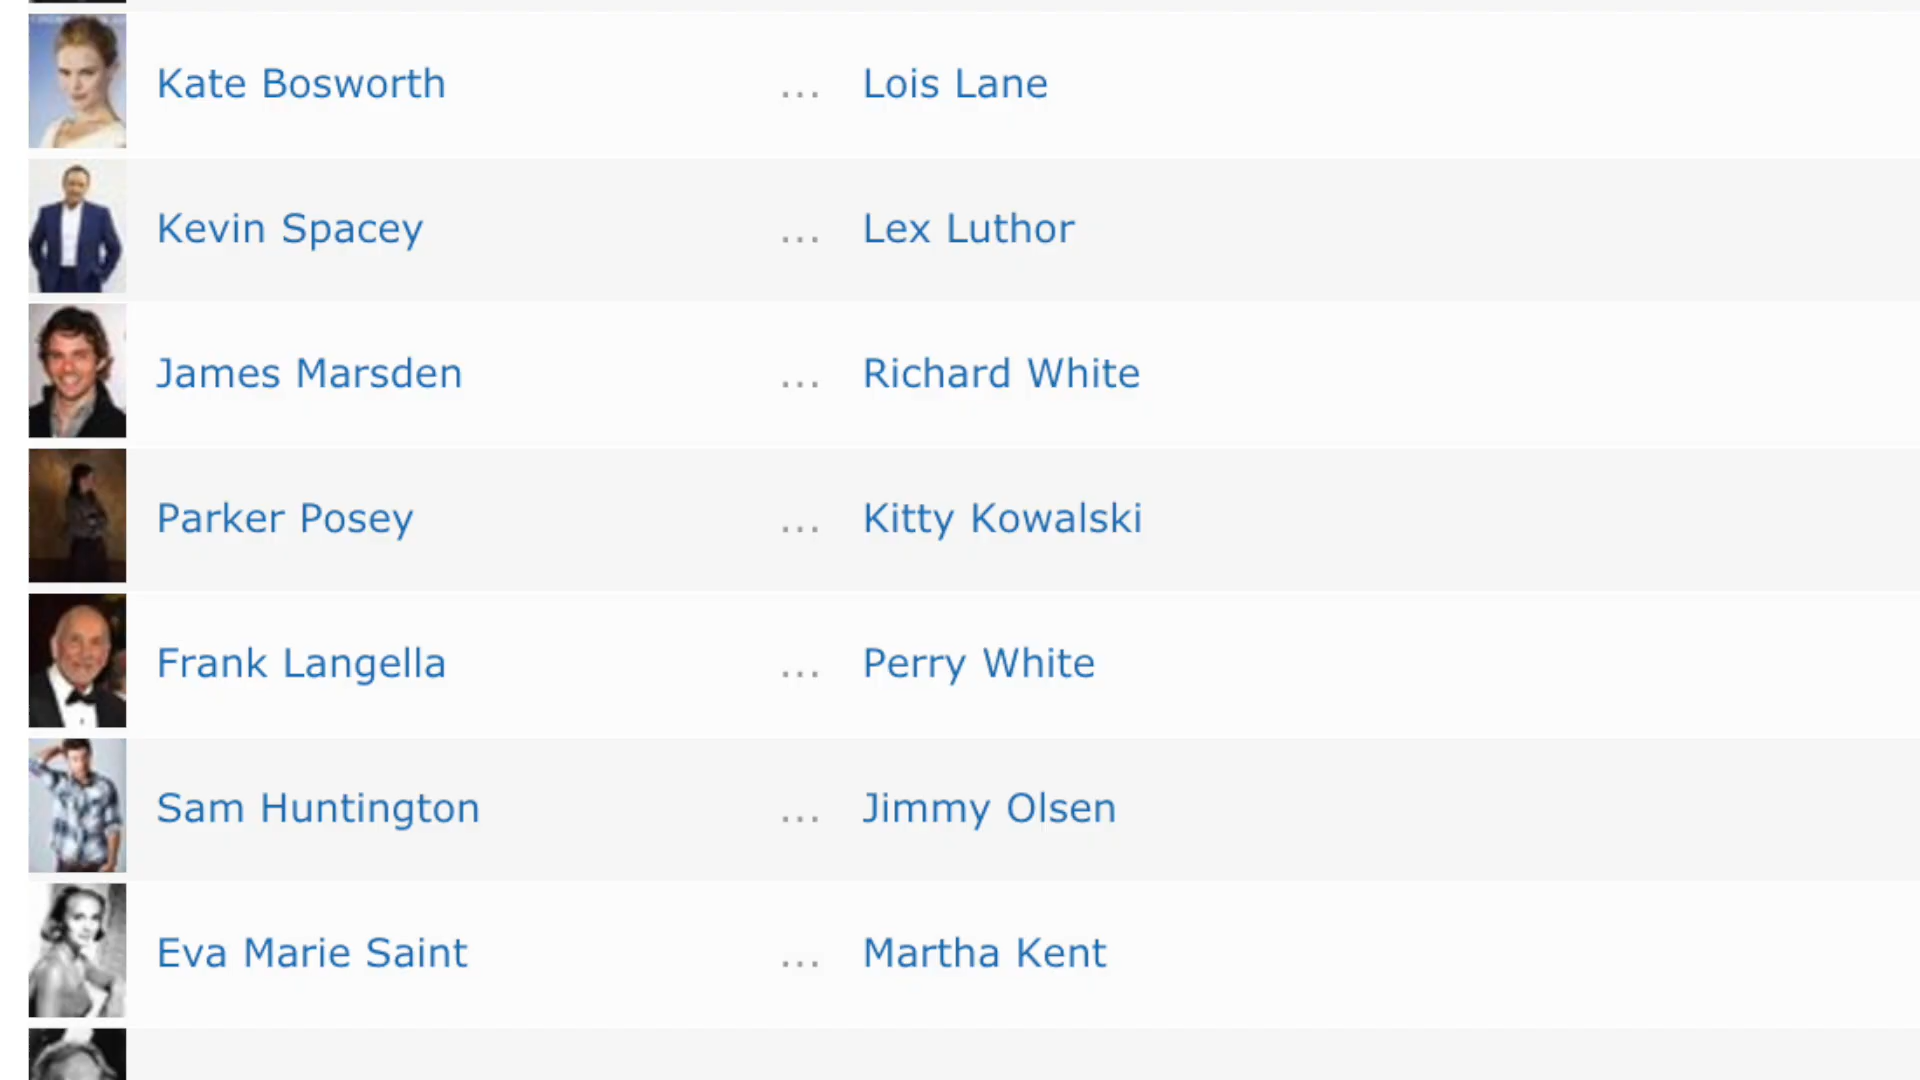 Kate Bosworth ... Lois Lane
Kevin Spacey ... Lex Luthor
James Marsden ... Richard White
Parker Posey ... Kitty Kowalski
Frank Langella ... Perry White
Sam Huntington ... Jimmy Olsen
Eva Marie Saint ... Martha Kent